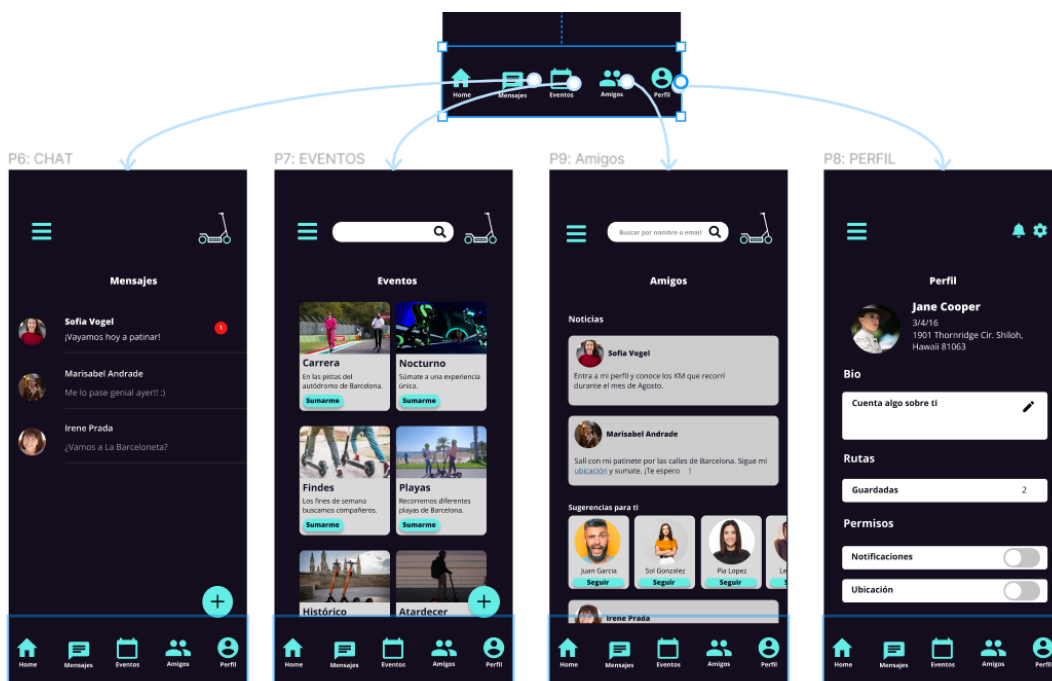 Home
Mensajes
Eventos
Amigos
Perfil
P6: CHAT
Mensajes
Sofia Vogel
¡Vayamos hoy a patinar!
1
Marisabel Andrade
Me lo pase genial ayer!! ;)
Irene Prada
¿Vamos a La Barceloneta?
+
Home
Mensajes
Eventos
Amigos
Perfil
P7: EVENTOS
Eventos
Carrera
En las pistas del
autódromo de Barcelona.
Sumarme
Nocturno
Súmate a una experiencia
única.
Sumarme
Findes
Los fines de semana
buscamos compañeros.
Sumarme
Playas
Recorremos diferentes
playas de Barcelona.
Sumarme
Histórico
Atardecer
+
Home
Mensajes
Eventos
Amigos
Perfil
P9: Amigos
Buscar por nombre o email
Amigos
Noticias
Sofia Vogel
Entra a mi perfil y conoce los KM que recorrí
durante el mes de Agosto.
Marisabel Andrade
Salí con mi patinete por las calles de Barcelona. Sigue mi
ubicación y sumate. ¡Te espero !
Sugerencias para ti
Juan Garcia
Seguir
Sol Gonzalez
Seguir
Pia Lopez
Seguir
Irene Prada
Home
Mensajes
Eventos
Amigos
Perfil
P8: PERFIL
Perfil
Jane Cooper
3/4/16
1901 Thornridge Cir. Shiloh,
Hawaii 81063
Bio
Cuenta algo sobre ti
Rutas
Guardadas 2
Permisos
Notificaciones
Ubicación
Home
Mensajes
Eventos
Amigos
Perfil